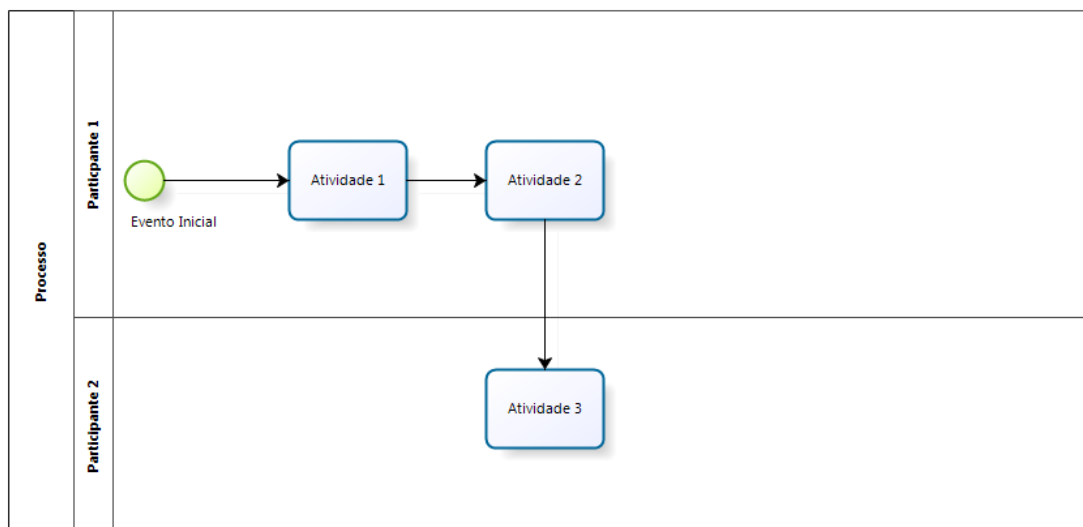 Processo
Particpante 1
Evento Inicial
Atividade 1
Atividade 2
Participante 2
Atividade 3